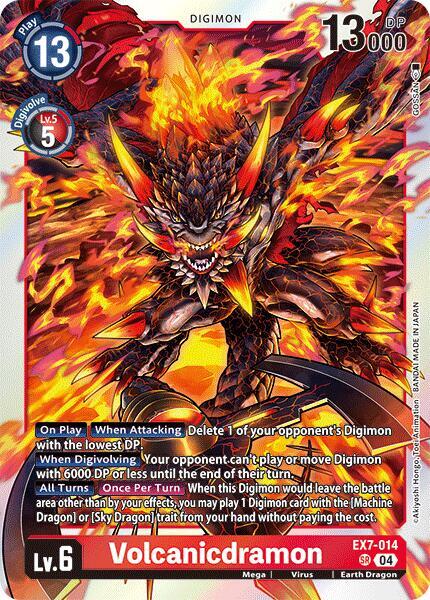 Play
13
DIGIMON
13000
DP
Digivolve
Lv.5
5
GOSSAN
On Play When Attacking Delete 1 of your opponent's Digimon
with the lowest DP.
When Digivolving Your opponent can't play or move Digimon
with 6000 DP or less until the end of their turn.
All Turns Once Per Turn When this Digimon would leave the battle
area other than by your effects, you may play 1 Digimon card with the [Machine
Dragon] or [Sky Dragon] trait from your hand without paying the cost.
©Akiyoshi Hongo, Toei Animation BANDAI MADE IN JAPAN
Lv.6
Volcanicdramon
EX7-014
SR 04
Mega | Virus | Earth Dragon